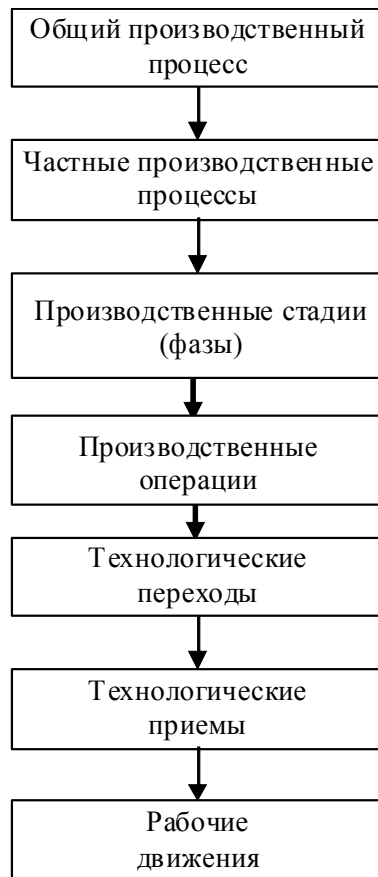 Общий производственный
процесс
Частные производственные
процессы
Производственные стадии
(фазы)
Производственные
операции
Технологические
переходы
Технологические
приемы
Рабочие
движения